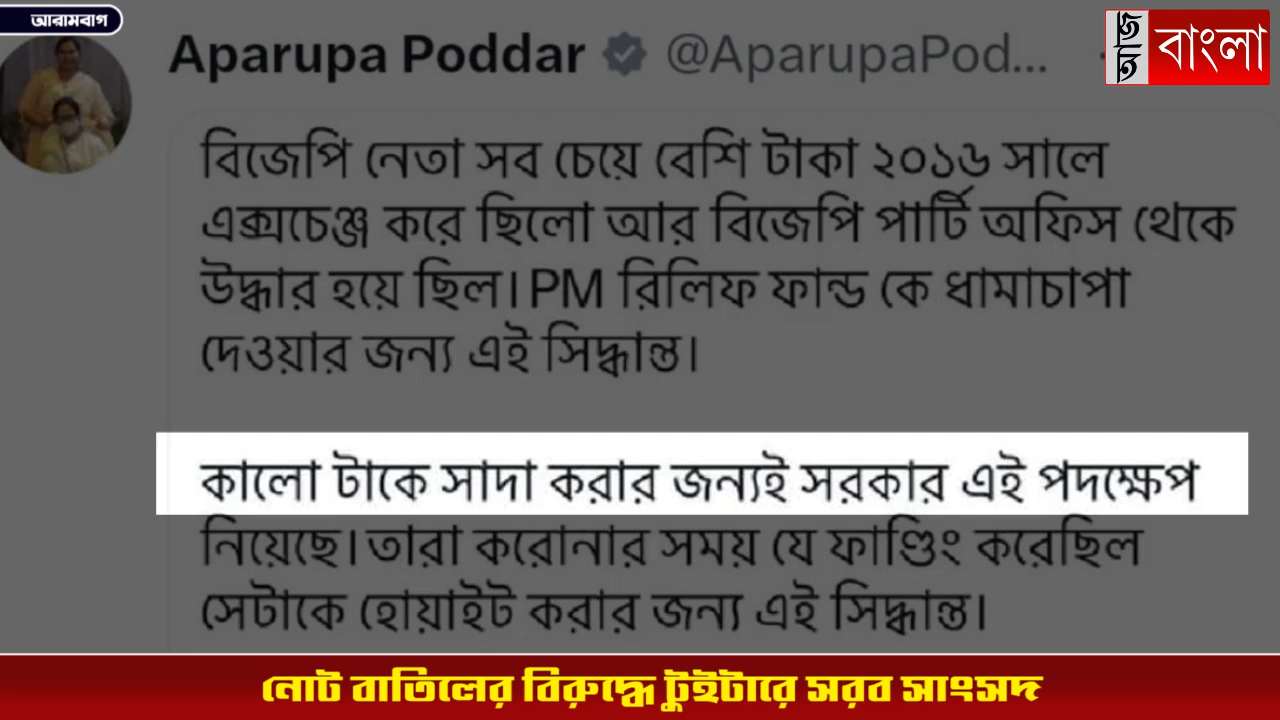 আরামবাগ
Aparupa Poddar @AparupaPod...
আজ বাংলা
বিজেপি নেতা সব চেয়ে বেশি টাকা ২০১৬ সালে
এক্সচেঞ্জ করে ছিলো আর বিজেপি পার্টি অফিস থেকে
উদ্ধার হয়ে ছিল। PM রিলিফ ফান্ড কে ধামাচাপা
দেওয়ার জন্য এই সিদ্ধান্ত।
কালো টাকে সাদা করার জন্যই সরকার এই পদক্ষেপ
নিয়েছে। তারা করোনার সময় যে ফাণ্ডিং করেছিল
সেটাকে হোয়াইট করার জন্য এই সিদ্ধান্ত।
নোট বাতিলের বিরুদ্ধে টুইটারে সরব সাংসদ